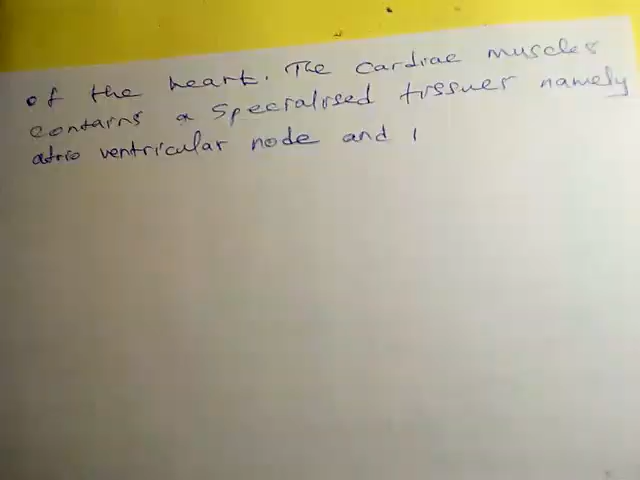 of the heart. The cardiac muscles
contains a specialised tissues namely
atrio ventricular node and